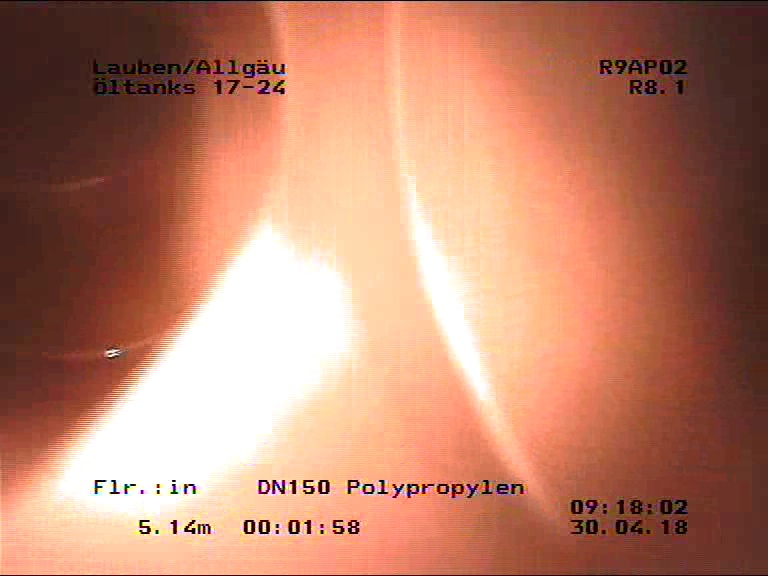 Lauben/Allgäu
Öltanks 17-24
R9AP02
R8.1
Flr.:in DN150 Polypropylen
5.14m 00:01:58
09:18:02
30.04.18